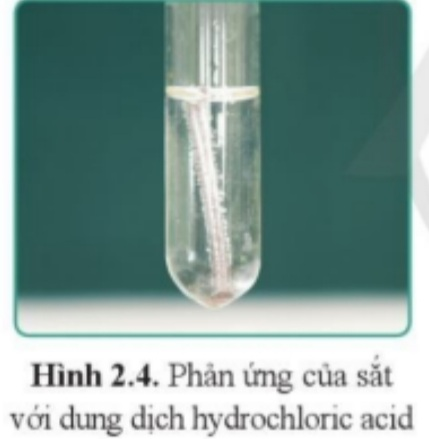 Hình 2.4. Phản ứng của sắt
với dung dịch hydrochloric acid